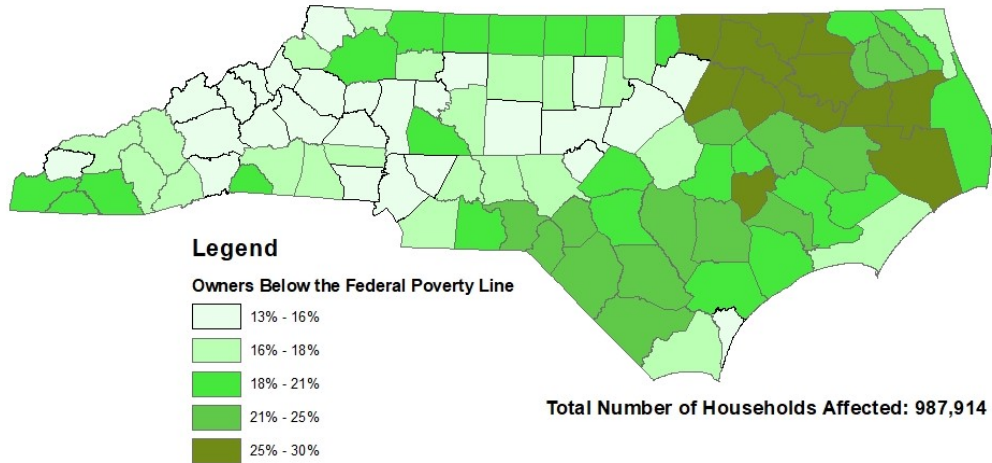 Legend
Owners Below the Federal Poverty Line
13% - 16%
16% - 18%
18% - 21%
21% - 25%
25% - 30%
Total Number of Households Affected: 987,914